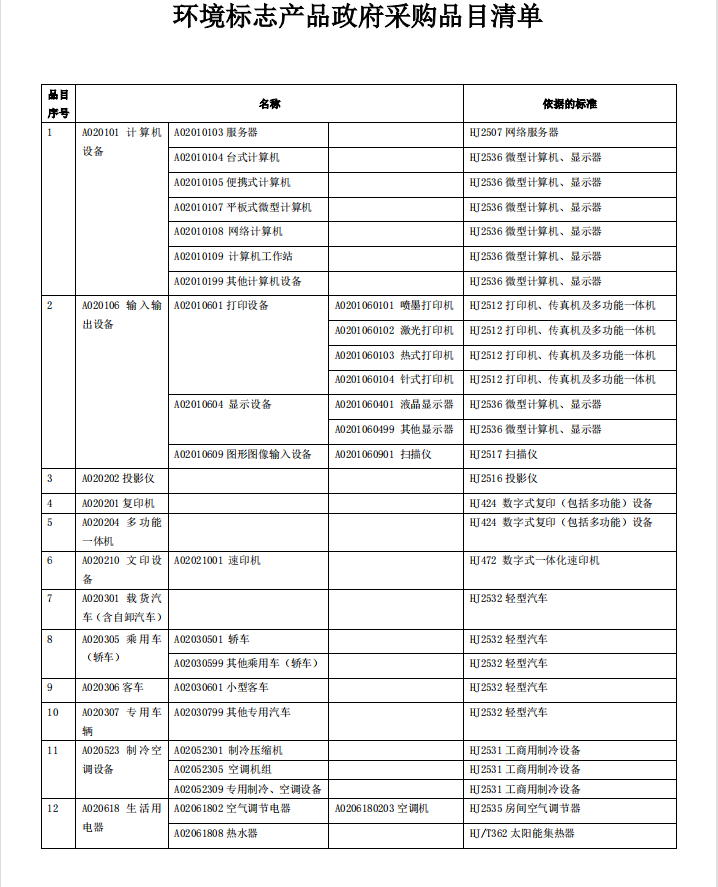 环境标志产品政府采购品目清单
品目
序号
名称
依据的标准
1
A020101 计算机
设备
A02010103 服务器
HJ2507 网络服务器
A02010104 台式计算机
HJ2536 微型计算机、显示器
A02010105 便携式计算机
HJ2536 微型计算机、显示器
A02010107 平板式微型计算机
HJ2536 微型计算机、显示器
A02010108 网络计算机
HJ2536 微型计算机、显示器
A02010109 计算机工作站
HJ2536 微型计算机、显示器
A02010199 其他计算机设备
HJ2536 微型计算机、显示器
2
A020106 输入输
出设备
A02010601 打印设备
A0201060101 喷墨打印机
HJ2512 打印机、传真机及多功能一体机
A0201060102 激光打印机
HJ2512 打印机、传真机及多功能一体机
A0201060103 热式打印机
HJ2512 打印机、传真机及多功能一体机
A0201060104 针式打印机
HJ2512 打印机、传真机及多功能一体机
A02010604 显示设备
A0201060401 液晶显示器
HJ2536 微型计算机、显示器
A0201060499 其他显示器
HJ2536 微型计算机、显示器
A02010609 图形图像输入设备
A0201060901 扫描仪
HJ2517 扫描仪
3
A020202 投影仪
HJ2516 投影仪
4
A020201 复印机
HJ424 数字式复印（包括多功能）设备
5
A020204 多功能
一体机
HJ424 数字式复印（包括多功能）设备
6
A020210 文印设
备
A02021001 速印机
HJ472 数字式一体化速印机
7
A020301 载货汽
车（含自卸汽车）
HJ2532 轻型汽车
8
A020305 乘用车
（轿车）
A02030501 轿车
HJ2532 轻型汽车
A02030599 其他乘用车（轿车）
HJ2532 轻型汽车
9
A020306 客车
A02030601 小型客车
HJ2532 轻型汽车
10
A020307 专用车
辆
A02030799 其他专用汽车
HJ2532 轻型汽车
11
A020523 制冷空
调设备
A02052301 制冷压缩机
HJ2531 工商用制冷设备
A02052305 空调机组
HJ2531 工商用制冷设备
A02052309 专用制冷、空调设备
HJ2531 工商用制冷设备
12
A020618 生活用
电器
A02061802 空气调节电器
A0206180203 空调机
HJ2535 房间空气调节器
A02061808 热水器
HJ/T362 太阳能集热器